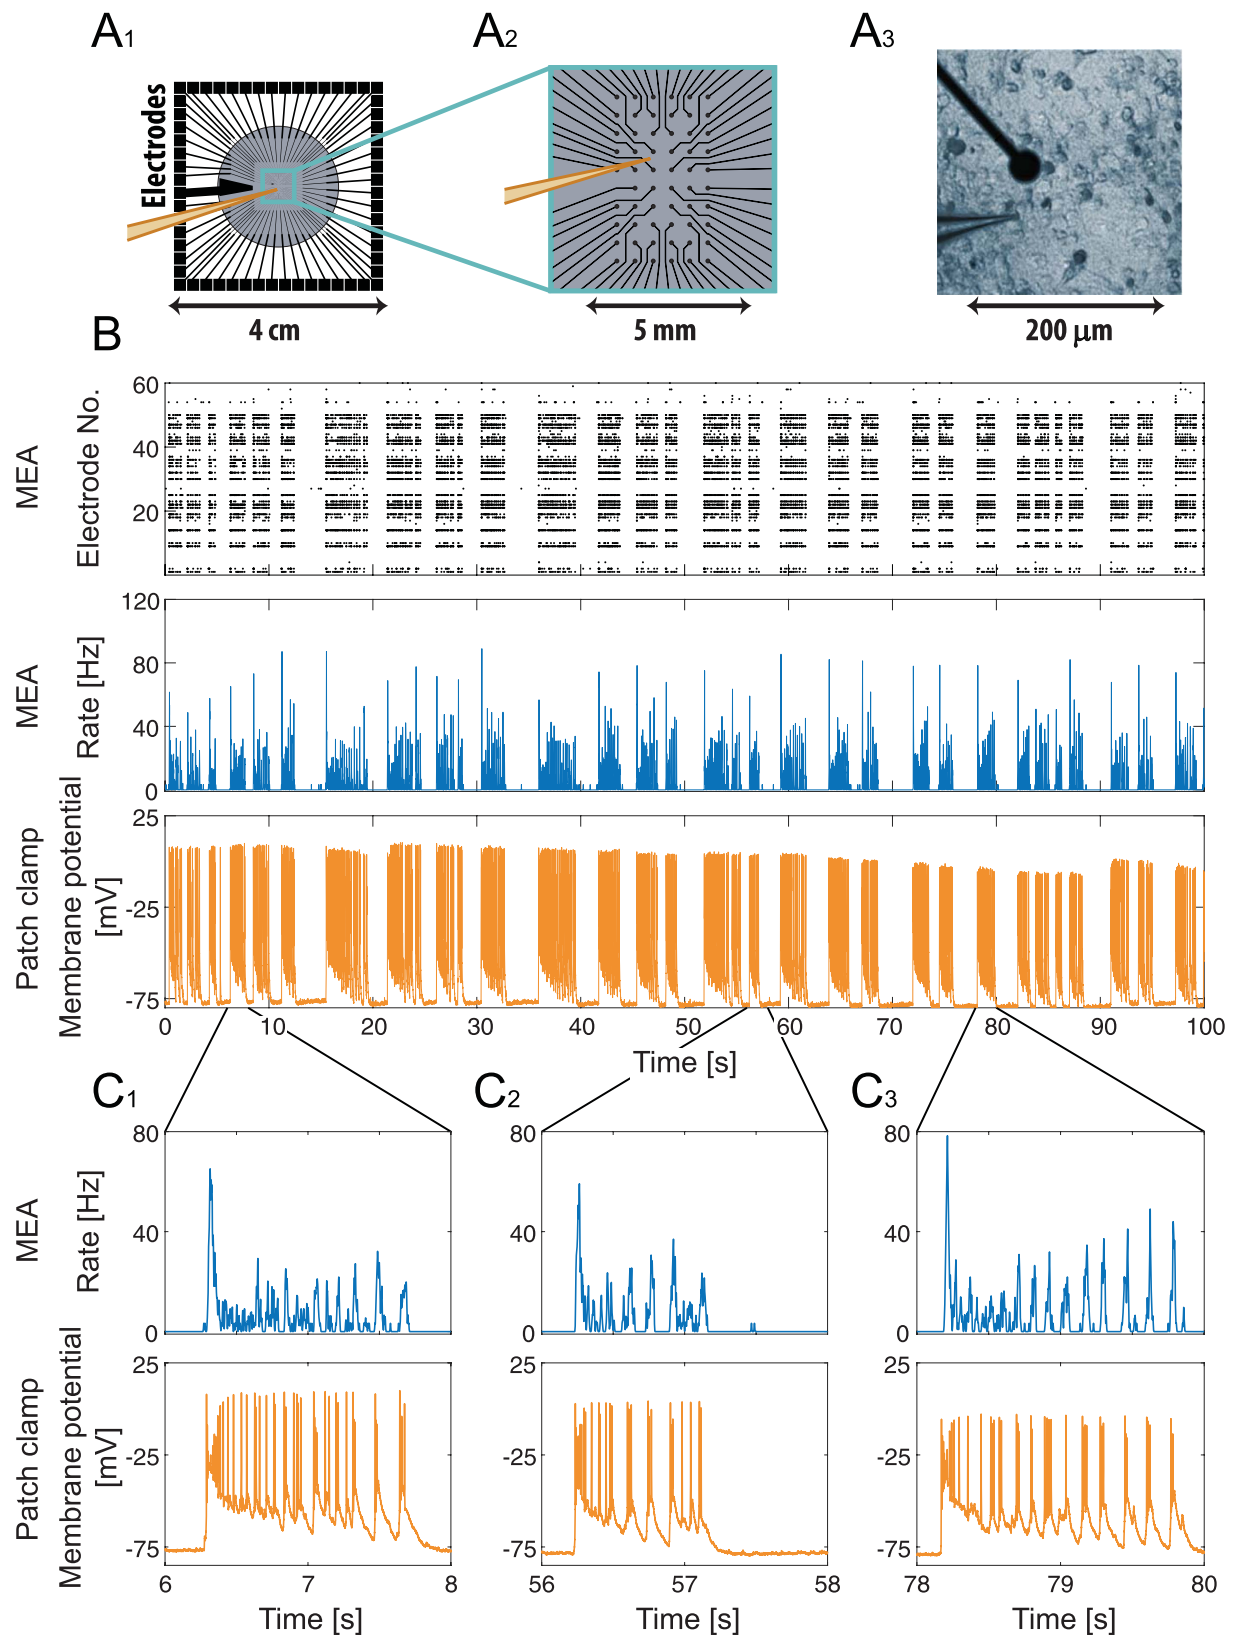 A1
A2
A3
Electrodes
4 cm
5 mm
200 µm
B
MEA
Electrode No.
60
40
20
MEA
Rate [Hz]
120
80
40
0
Patch clamp
Membrane potential
[mV]
25
-25
-75
0 10 20 30 40 50 60 70 80 90 100
Time [s]
C1
C2
C3
MEA
Rate [Hz]
80
40
0
80
40
0
80
40
0
Patch clamp
Membrane potential
[mV]
25
-25
-75
25
-25
-75
25
-25
-75
6 7 8
56 57 58
78 79 80
Time [s]
Time [s]
Time [s]